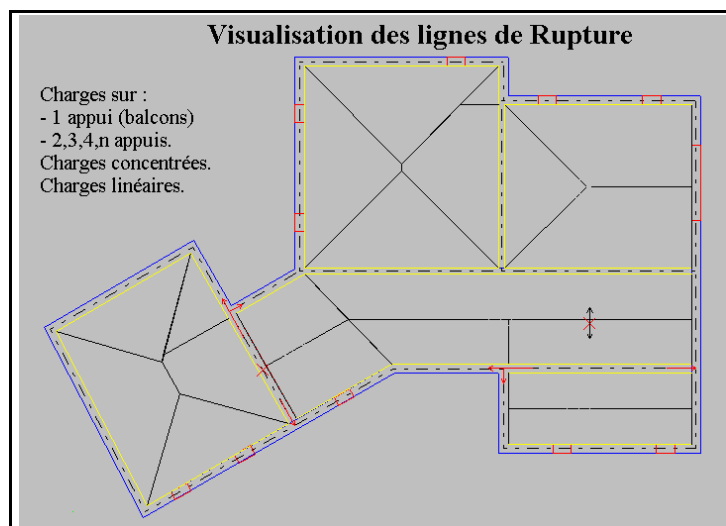 Visualisation des lignes de Rupture
Charges sur :
- 1 appui (balcons)
- 2,3,4,n appuis.
Charges concentrées.
Charges linéaires.